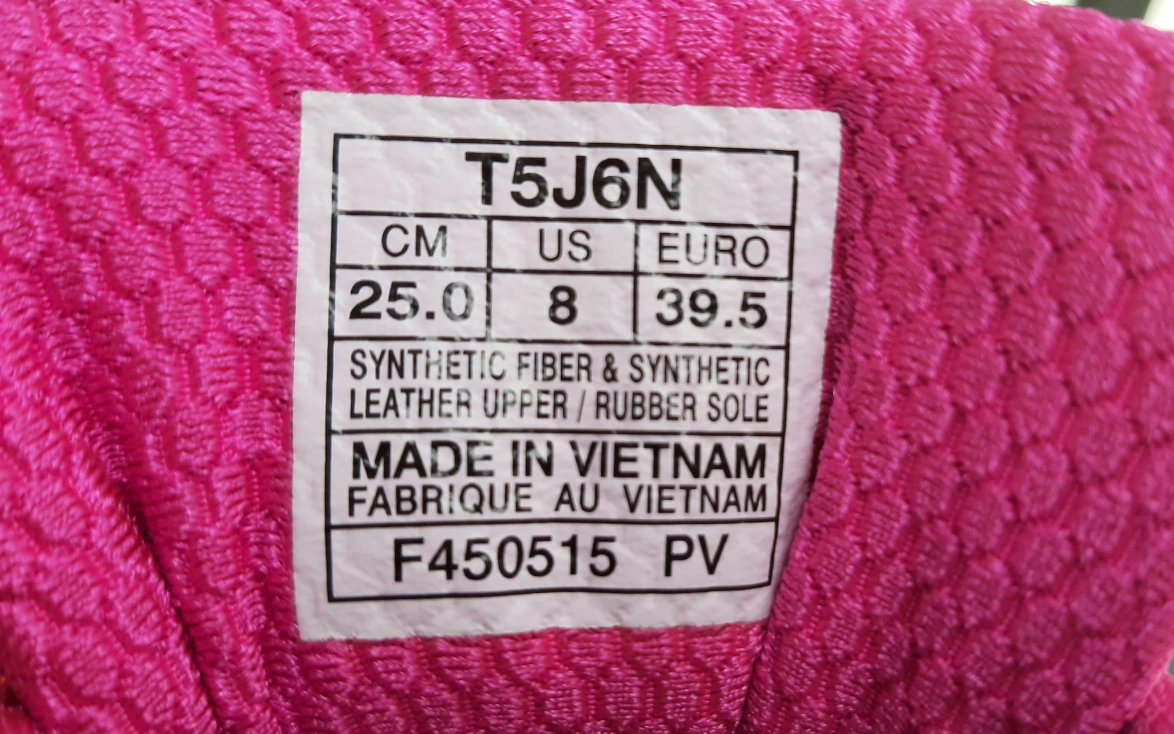 T5J6N
CM US EURO
25.0 8 39.5
SYNTHETIC FIBER & SYNTHETIC
LEATHER UPPER / RUBBER SOLE
MADE IN VIETNAM
FABRIQUE AU VIETNAM
F450515 PV